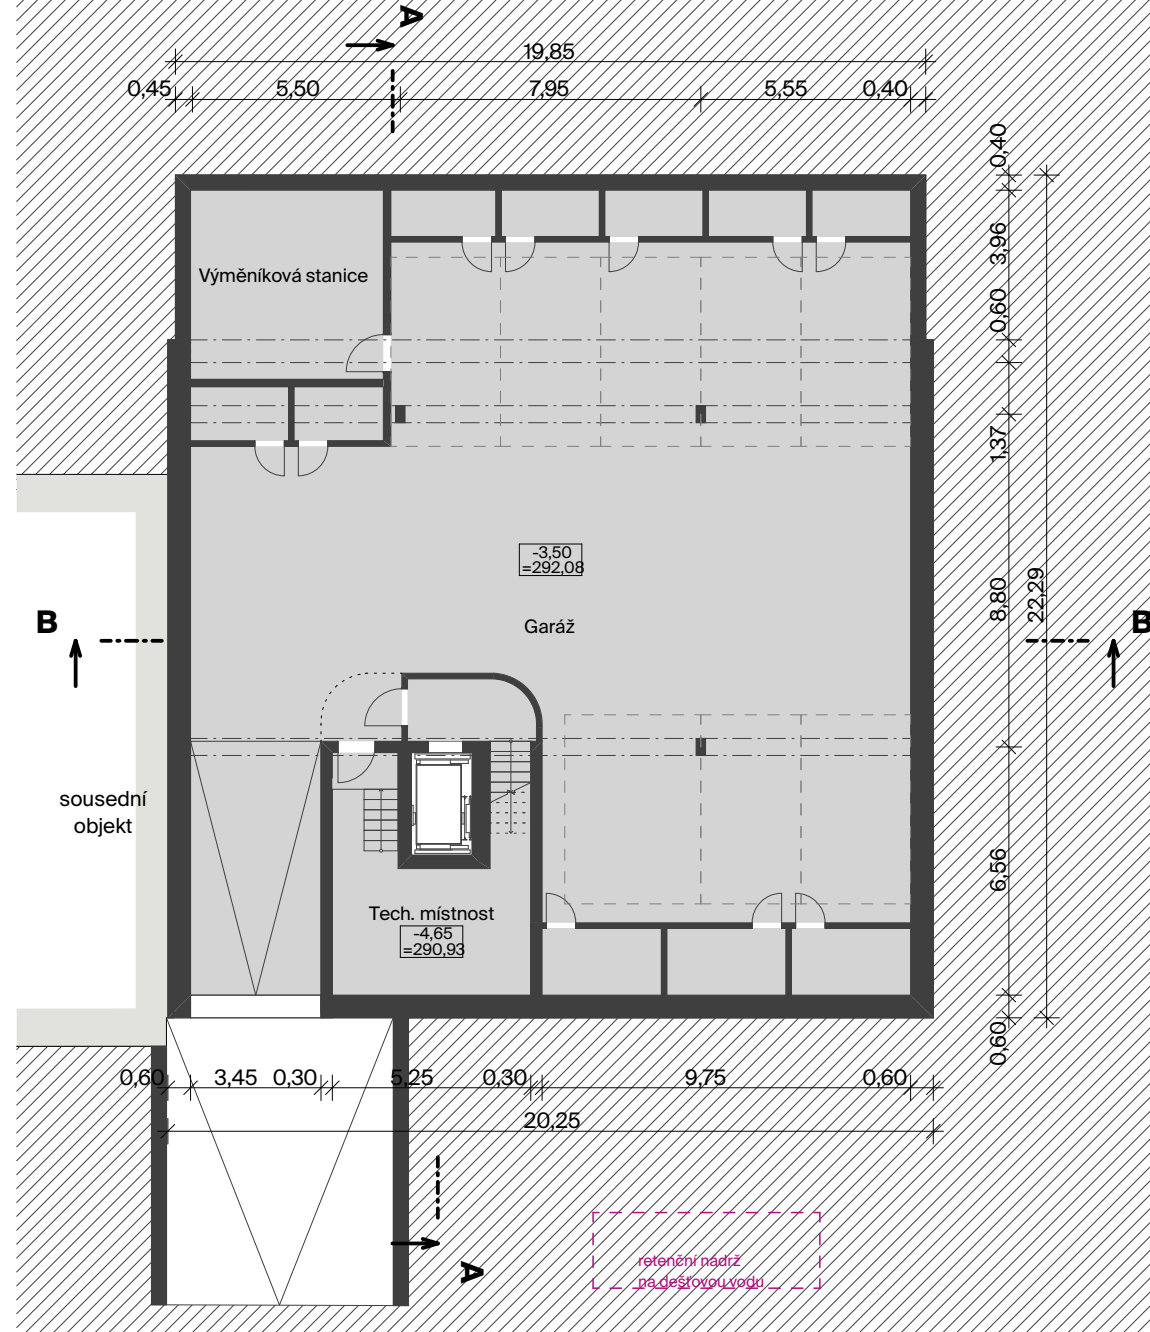 A
19,85
0,45
5,50
7,95
5,55
0,40
0,40
3,96
0,60
1,37
8,80
22,29
6,56
0,60
Výměníková stanice
-3,50
=292,08
Garáž
B
B
sousední
objekt
Tech. místnost
-4,65
=290,93
0,60
3,45
0,30
5,25
0,30
9,75
0,60
20,25
A
retenční nádrž
na dešťovou vodu